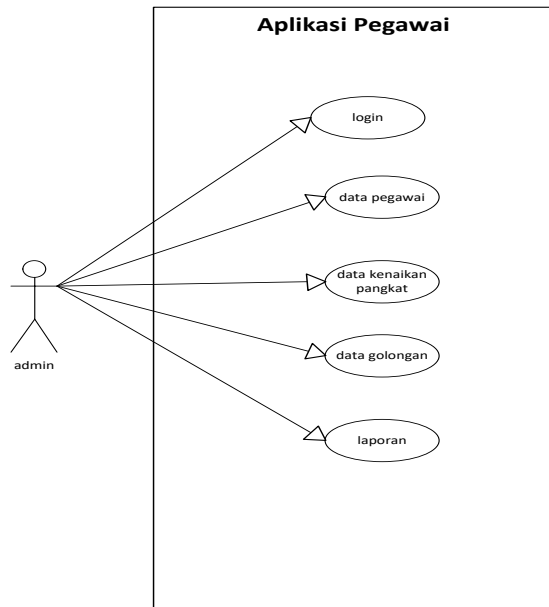 Aplikasi Pegawai
login
data pegawai
data kenaikan
pangkat
data golongan
laporan
admin